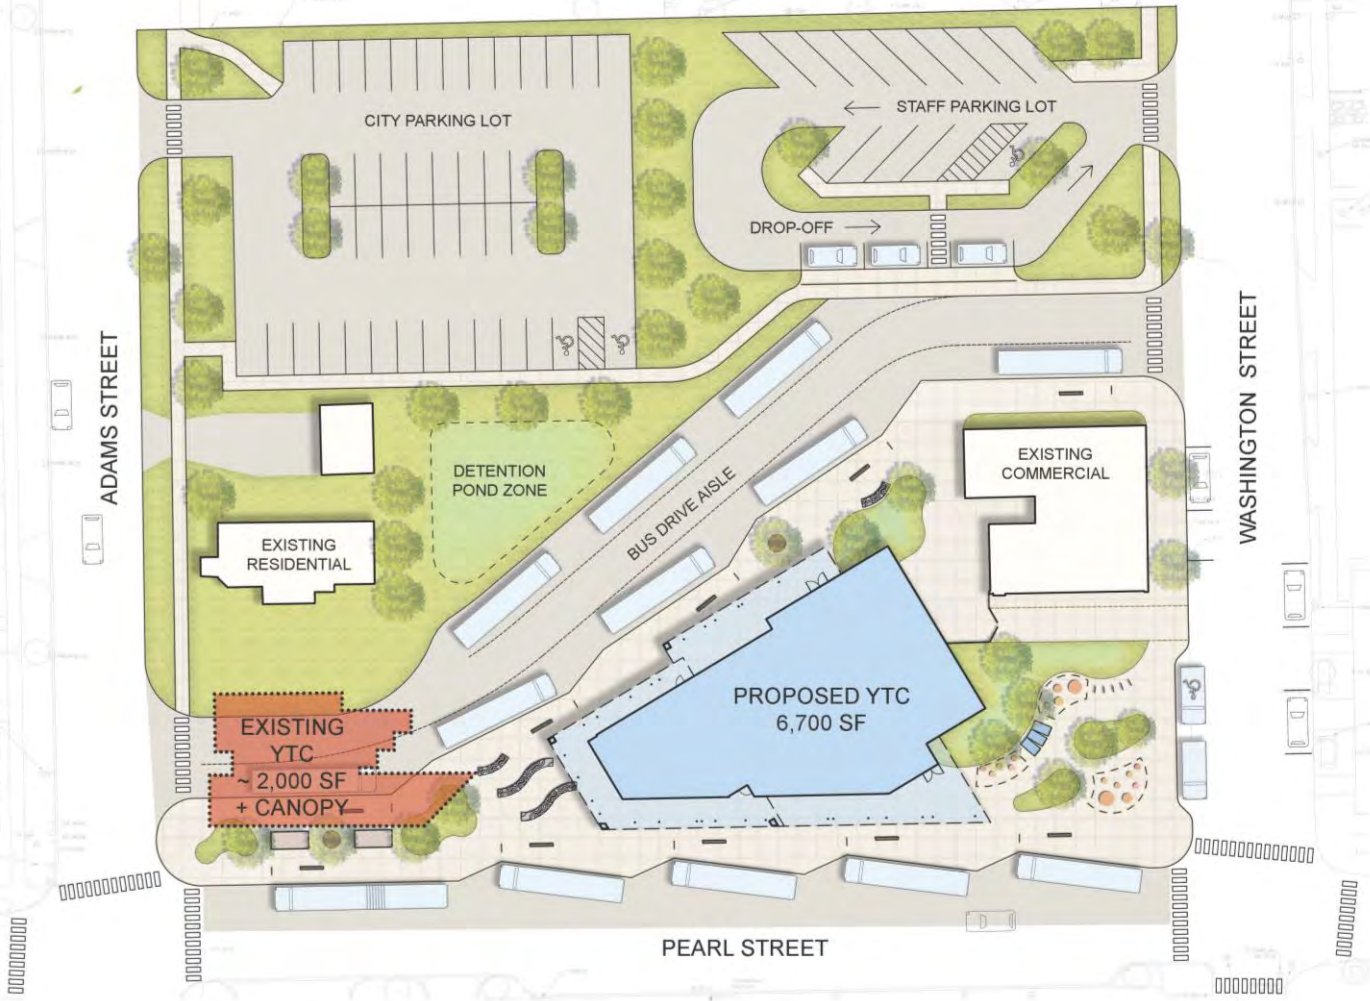 CITY PARKING LOT
STAFF PARKING LOT
DROP-OFF
ADAMS STREET
WASHINGTON STREET
DETENTION
POND ZONE
BUS DRIVE AISLE
EXISTING
COMMERCIAL
EXISTING
RESIDENTIAL
EXISTING
YTC
~ 2,000 SF
+ CANOPY
PROPOSED YTC
6,700 SF
PEARL STREET